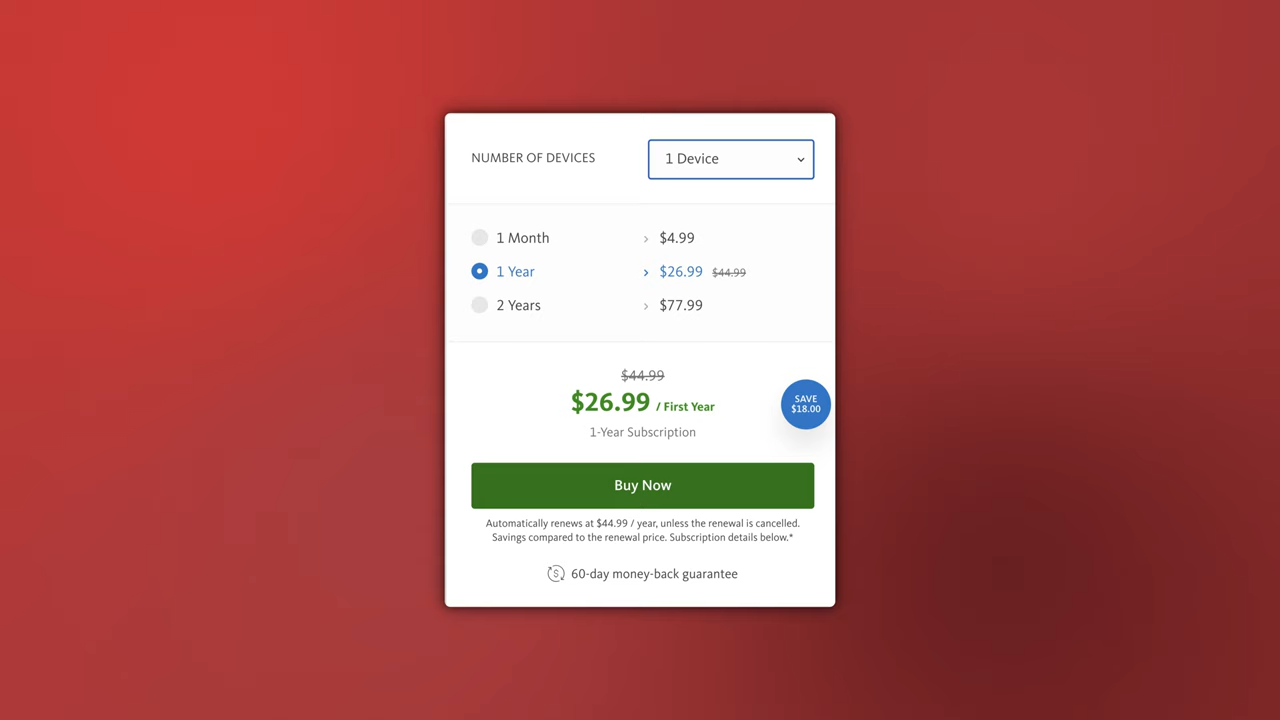 NUMBER OF DEVICES 1 Device
1 Month > $4.99
1 Year > $26.99 $44.99
2 Years > $77.99
$44.99
$26.99 / First Year
SAVE
$18.00
1-Year Subscription
Buy Now
Automatically renews at $44.99 / year, unless the renewal is cancelled.
Savings compared to the renewal price. Subscription details below.*
60-day money-back guarantee